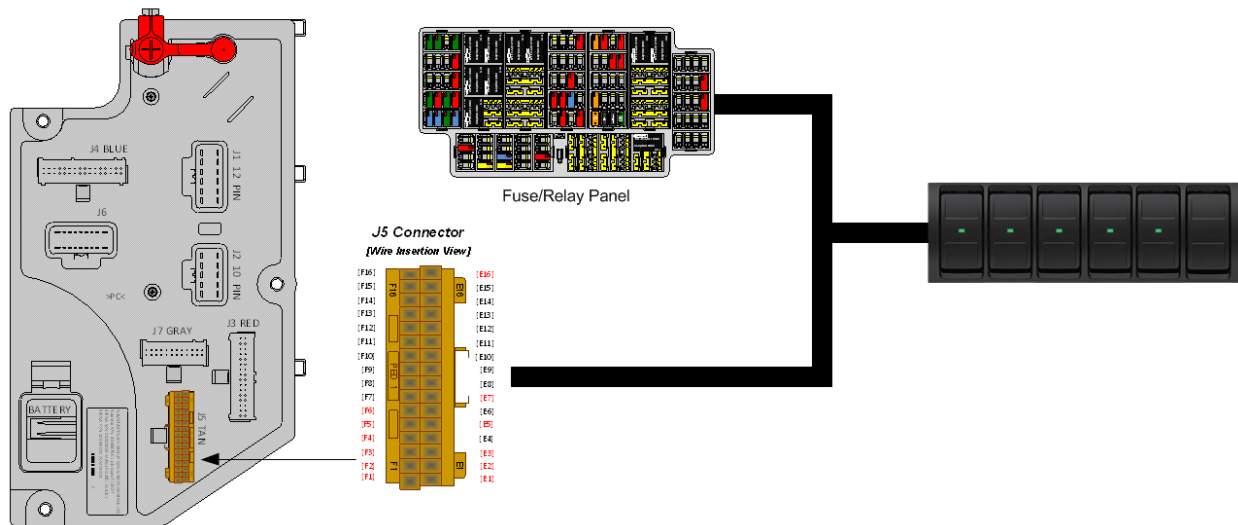 J4 BLUE
J1 12 PIN
J6
J2 10 PIN
>PC<
J7 GRAY
J3 RED
BATTERY
J5 TAN
Fuse/Relay Panel
J5 Connector
[Wire Insertion View]
[F16]
[F15]
[F14]
[F13]
[F12]
[F11]
[F10]
[F9]
[F8]
[F7]
[F6]
[F5]
[F4]
[F3]
[F2]
[F1]
F16
E16
PED 1
F1
E1
[E16]
[E15]
[E14]
[E13]
[E12]
[E11]
[E10]
[E9]
[E8]
[E7]
[E6]
[E5]
[E4]
[E3]
[E2]
[E1]